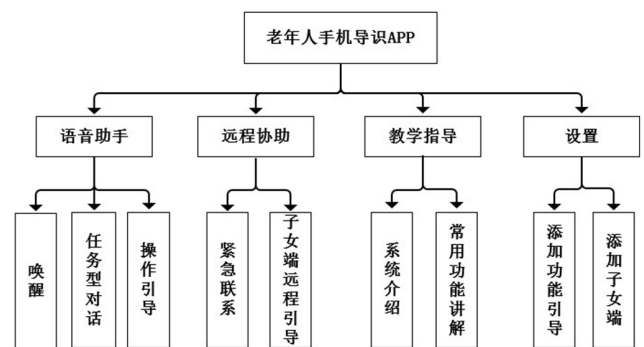 老年人手机导识APP
语音助手
远程协助
教学指导
设置
唤醒
任务型对话
操作引导
紧急联系
子女端远程引导
系统介绍
常用功能讲解
添加功能引导
添加子女端